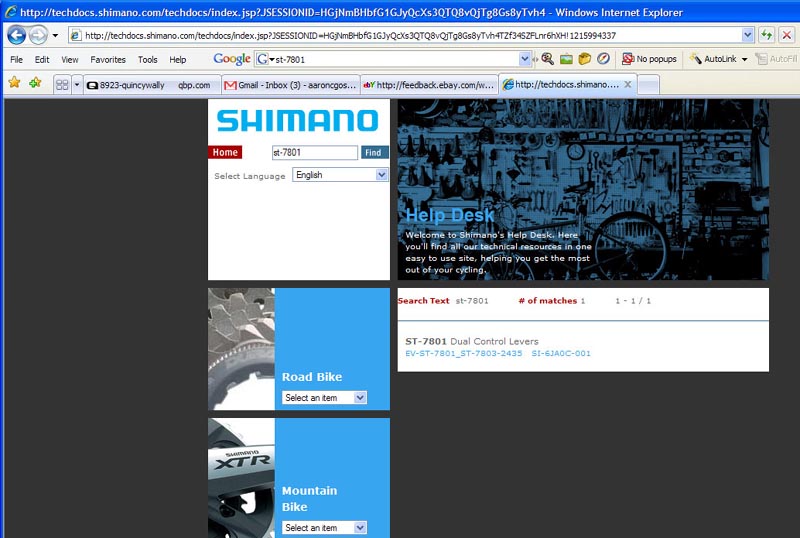 http://techdocs.shimano.com/techdocs/index.jsp?JSESSIONID=HGjNmBHbfG1GJyQcXs3QTQ8vQjTg8Gs8yTvh4 - Windows Internet Explorer
http://techdocs.shimano.com/techdocs/index.jsp?JSESSIONID=HGjNmBHbfG1GJyQcXs3QTQ8vQjTg8Gs8yTvh4TZf34SZFLnr6hXH!1215994337
File Edit View Favorites Tools Help Google st-7801 No popups AutoLink AutoFill
8923-quincywally qbp.com Gmail - Inbox (3) - aaroncgos... http://feedback.ebay.com/w... http://techdocs.shimano....
SHIMANO
Home st-7801 Find
Select Language English
Help Desk
Welcome to Shimano's Help Desk. Here
you'll find all our technical resources in one
easy to use site, helping you get the most
out of your cycling.
Search Text st-7801 # of matches 1 1 - 1 / 1
ST-7801 Dual Control Levers
EV-ST-7801_ST-7803-2435 SI-6JA0C-001
Road Bike
Select an item
SHIMANO
XTR
Mountain
Bike
Select an item